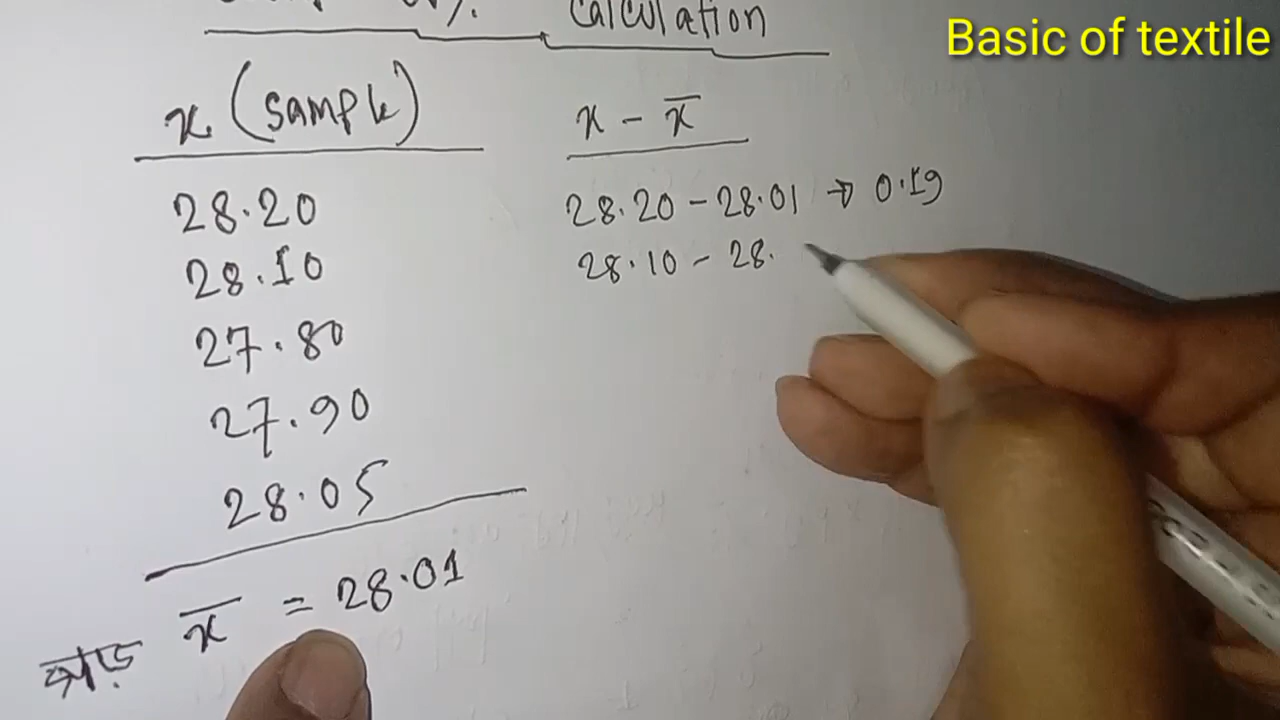 Calculation
Basic of textile
x (Sample)
x - x̅
28.20
28.20 - 28.01 → 0.19
28.10
28.10 - 28.
27.80
27.90
28.05
x̅ = 28.01